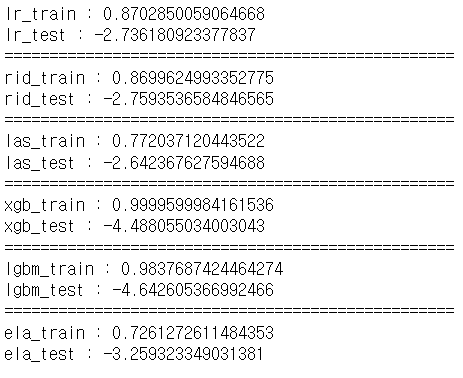 lr_train : 0.8702850059064668
lr_test : -2.736180923377837
==================================================
rid_train : 0.8699624993352775
rid_test : -2.7593536584846565
==================================================
las_train : 0.772037120443522
las_test : -2.642367627594688
==================================================
xgb_train : 0.9999599984161536
xgb_test : -4.488055034003043
==================================================
lgbm_train : 0.9837687424464274
lgbm_test : -4.642605366992466
==================================================
ela_train : 0.7261272611484353
ela_test : -3.259323349031381